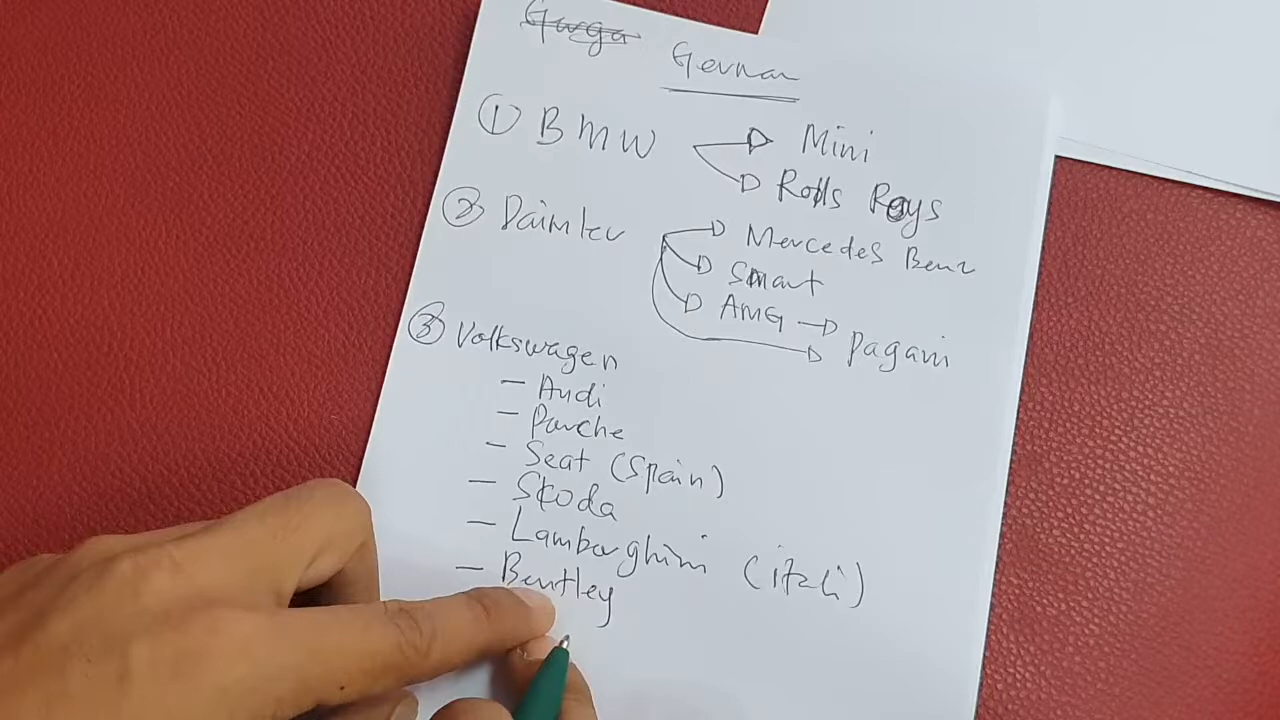 German
① BMW → Mini
→ Rolls Roys
② Daimler → Mercedes Benz
→ Smart
→ AMG → Pagani
③ Volkswagen
- Audi
- Porche
- Seat (Spain)
- Skoda
- Lamborghini (itali)
- Bentley